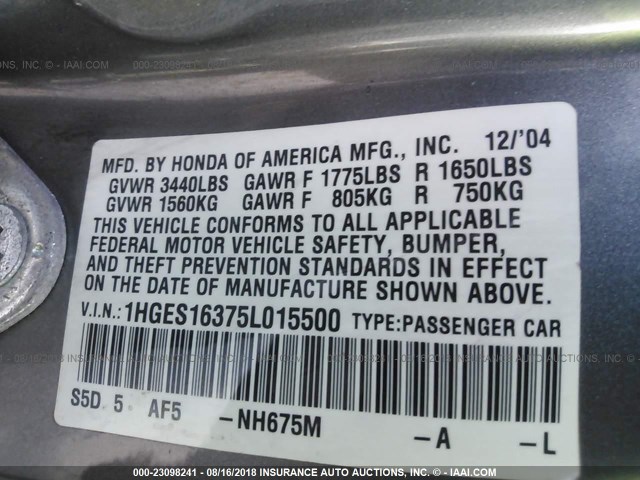 MFD. BY HONDA OF AMERICA MFG., INC. 12/'04
GVWR 3440LBS GAWR F 1775LBS R 1650LBS
GVWR 1560KG GAWR F 805KG R 750KG
THIS VEHICLE CONFORMS TO ALL APPLICABLE
FEDERAL MOTOR VEHICLE SAFETY, BUMPER,
AND THEFT PREVENTION STANDARDS IN EFFECT
ON THE DATE OF MANUFACTURE SHOWN ABOVE.
V.I.N.:1HGES16375L015500 TYPE:PASSENGER CAR
S5D 5 AF5 -NH675M -A -L
000-23098241 - 08/16/2018 INSURANCE AUTO AUCTIONS, INC. - IAAI.COM